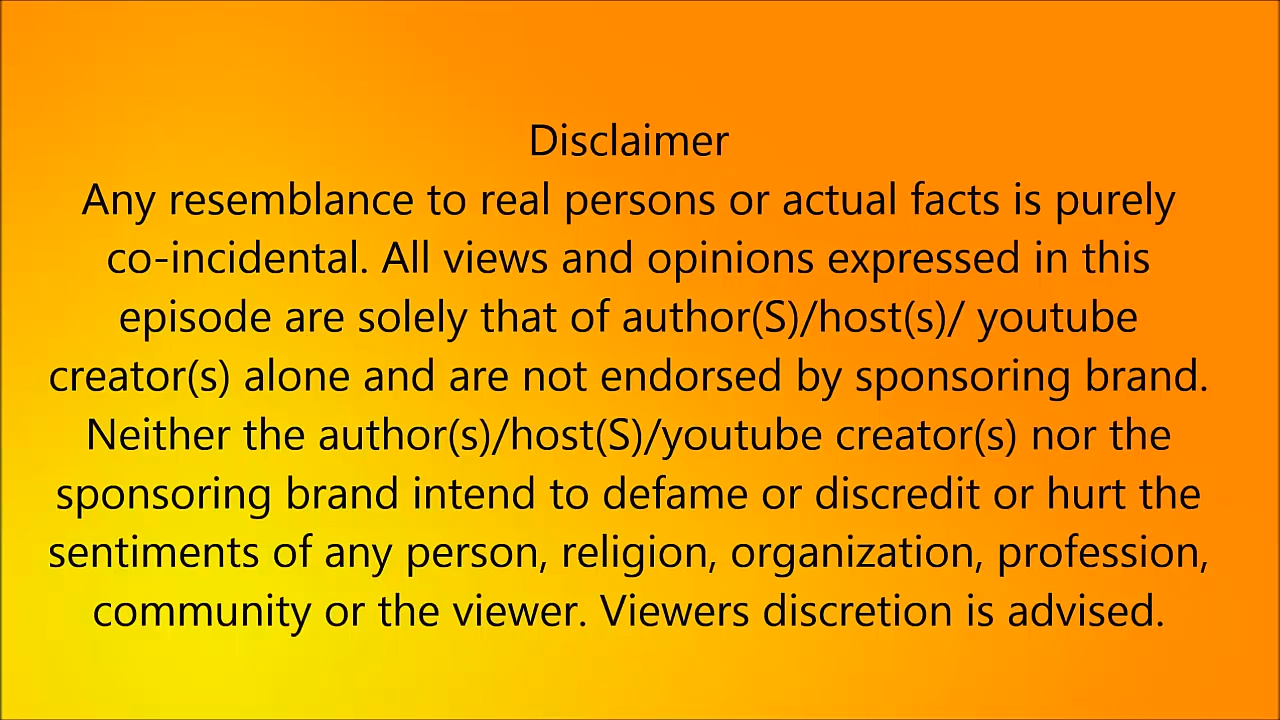 Disclaimer
Any resemblance to real persons or actual facts is purely
co-incidental. All views and opinions expressed in this
episode are solely that of author(S)/host(s)/ youtube
creator(s) alone and are not endorsed by sponsoring brand.
Neither the author(s)/host(S)/youtube creator(s) nor the
sponsoring brand intend to defame or discredit or hurt the
sentiments of any person, religion, organization, profession,
community or the viewer. Viewers discretion is advised.